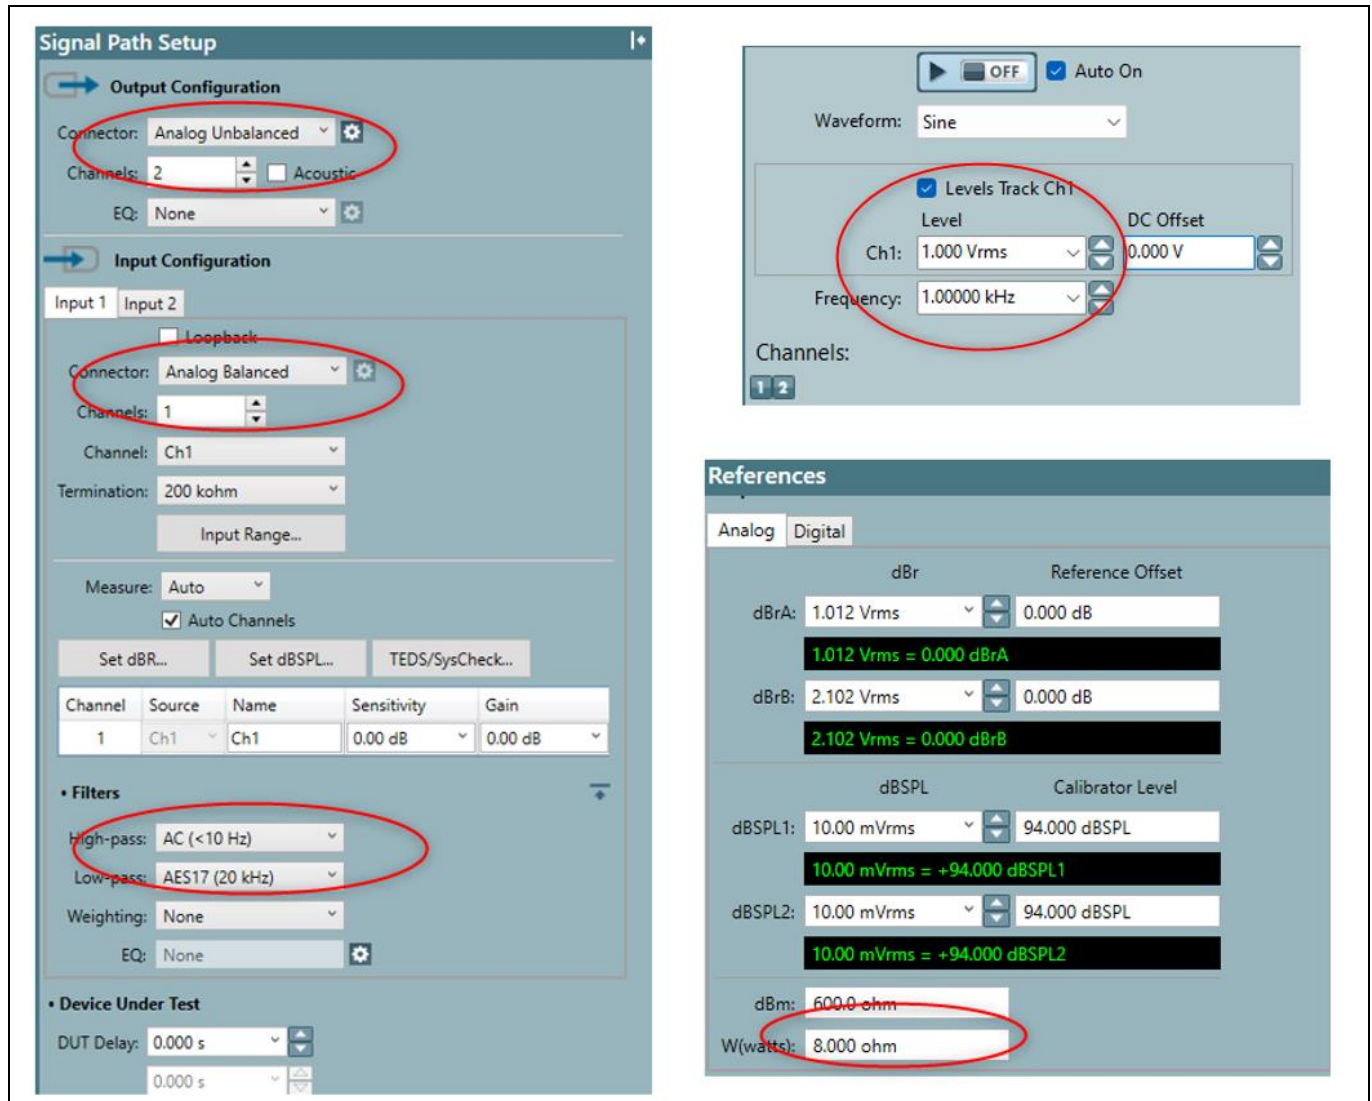 Signal Path Setup
Output Configuration
Connector: Analog Unbalanced
Channels: 2 Acoustic
EQ: None
Input Configuration
Input 1 Input 2
Loopback
Connector: Analog Balanced
Channels: 1
Channel: Ch1
Termination: 200 kohm
Input Range...
Measure: Auto
Auto Channels
Set dBR... Set dBSPL... TEDS/SysCheck...
Channel Source Name Sensitivity Gain
1 Ch1 Ch1 0.00 dB 0.00 dB
• Filters
High-pass: AC (<10 Hz)
Low-pass: AES17 (20 kHz)
Weighting: None
EQ: None
• Device Under Test
DUT Delay: 0.000 s
0.000 s
OFF Auto On
Waveform: Sine
Levels Track Ch1
Level DC Offset
Ch1: 1.000 Vrms 0.000 V
Frequency: 1.00000 kHz
Channels:
1 2
References
Analog Digital
dBr Reference Offset
dBrA: 1.012 Vrms 0.000 dB
1.012 Vrms = 0.000 dBrA
dBrB: 2.102 Vrms 0.000 dB
2.102 Vrms = 0.000 dBrB
dBSPL Calibrator Level
dBSPL1: 10.00 mVrms 94.000 dBSPL
10.00 mVrms = +94.000 dBSPL1
dBSPL2: 10.00 mVrms 94.000 dBSPL
10.00 mVrms = +94.000 dBSPL2
dBm: 600.0 ohm
W(watts): 8.000 ohm